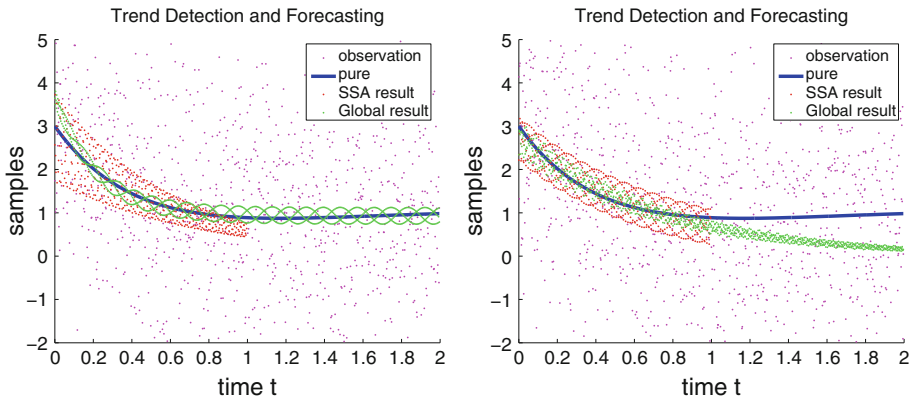 Trend Detection and Forecasting
5
4
3
2
1
0
−1
−2
samples
observation
pure
SSA result
Global result
0 0.2 0.4 0.6 0.8 1 1.2 1.4 1.6 1.8 2
time t
Trend Detection and Forecasting
5
4
3
2
1
0
−1
−2
samples
observation
pure
SSA result
Global result
0 0.2 0.4 0.6 0.8 1 1.2 1.4 1.6 1.8 2
time t